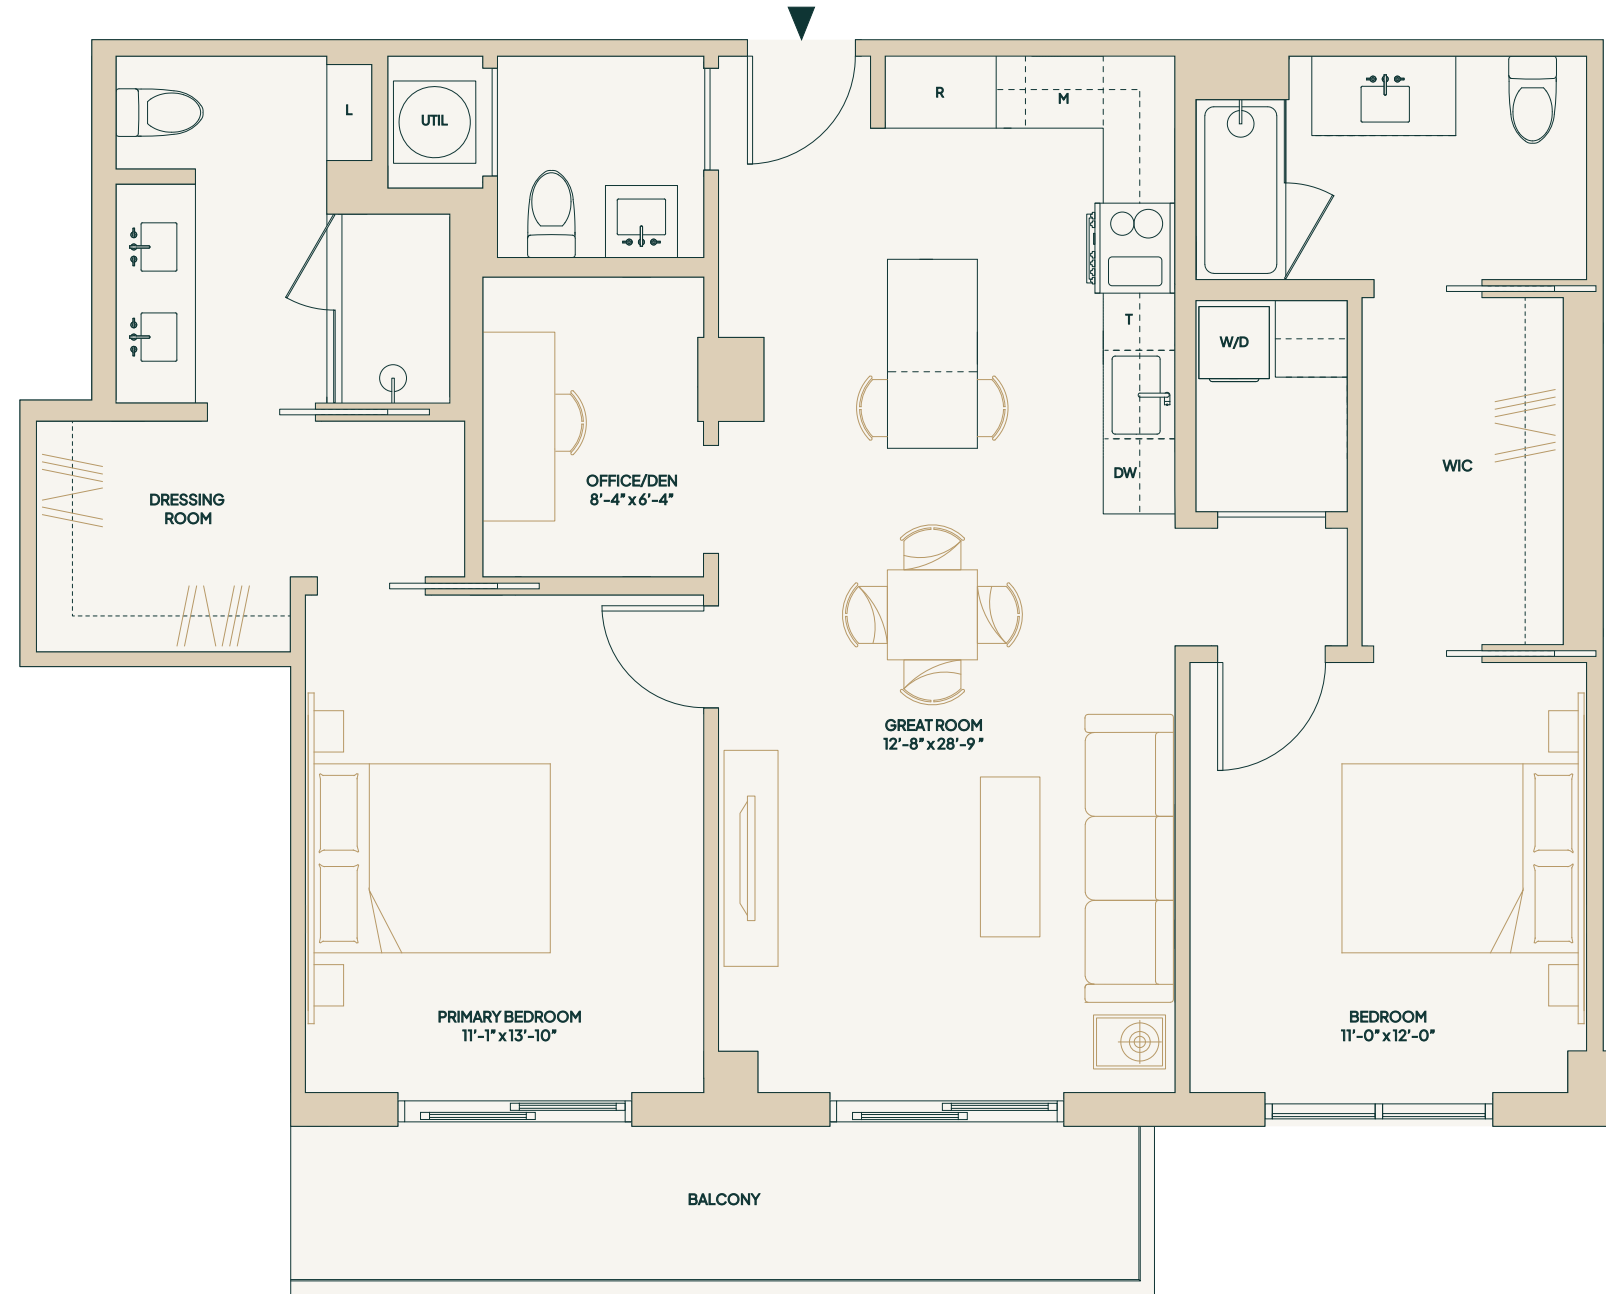 R
M
L
UTIL
T
W/D
DW
WIC
OFFICE/DEN
8'-4" x 6'-4"
DRESSING
ROOM
GREAT ROOM
12'-8" x 28'-9"
PRIMARY BEDROOM
11'-1" x 13'-10"
BEDROOM
11'-0" x 12'-0"
BALCONY